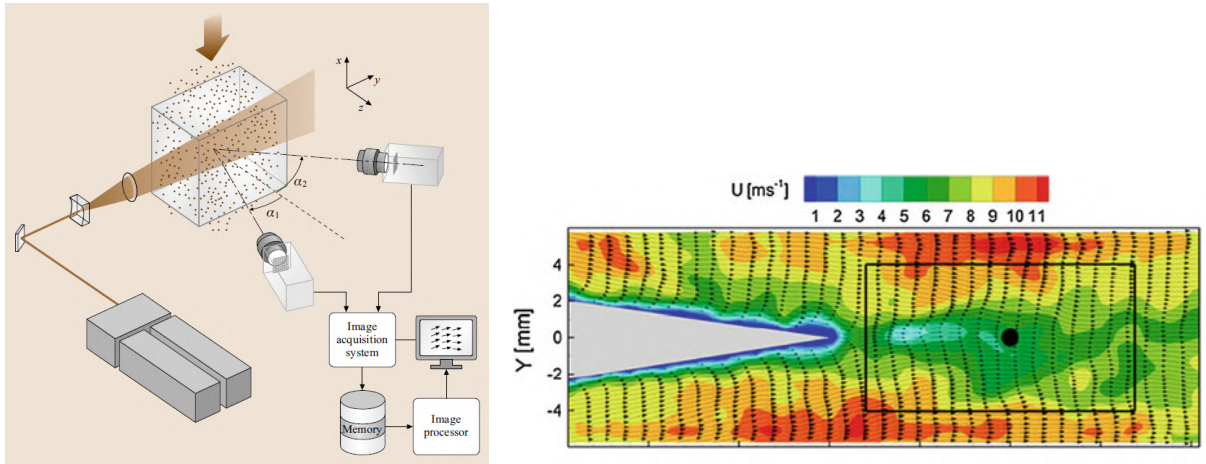 x
y
z
α2
α1
Image
acquisition
system
Memory
Image
processor
U [ms-1]
1 2 3 4 5 6 7 8 9 10 11
Y [mm]
4
2
0
-2
-4